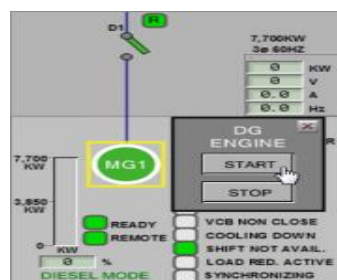 D1
R
7,700KW
3ø 60HZ
0 KW
0 V
0.0 A
0.0 Hz
DG
ENGINE
START
STOP
R
MG1
7,700
KW
3,850
KW
0
KW
0 %
DIESEL MODE
READY
REMOTE
VCB NON CLOSE
COOLING DOWN
SHIFT NOT AVAIL.
LOAD RED. ACTIVE
SYNCHRONIZING